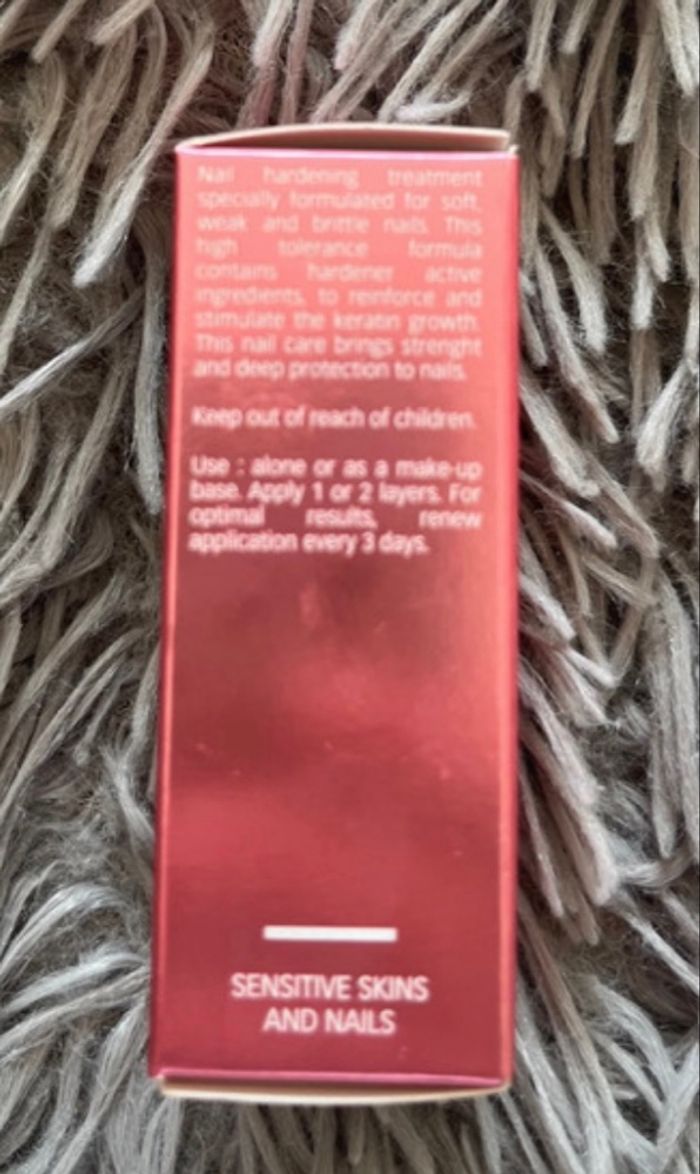 Nail hardening treatment
specially formulated for soft,
weak and brittle nails. This
high tolerance formula
contains hardener active
ingredients, to reinforce and
stimulate the keratin growth.
This nail care brings strenght
and deep protection to nails.
Keep out of reach of children.
Use : alone or as a make-up
base. Apply 1 or 2 layers. For
optimal results, renew
application every 3 days.
SENSITIVE SKINS
AND NAILS